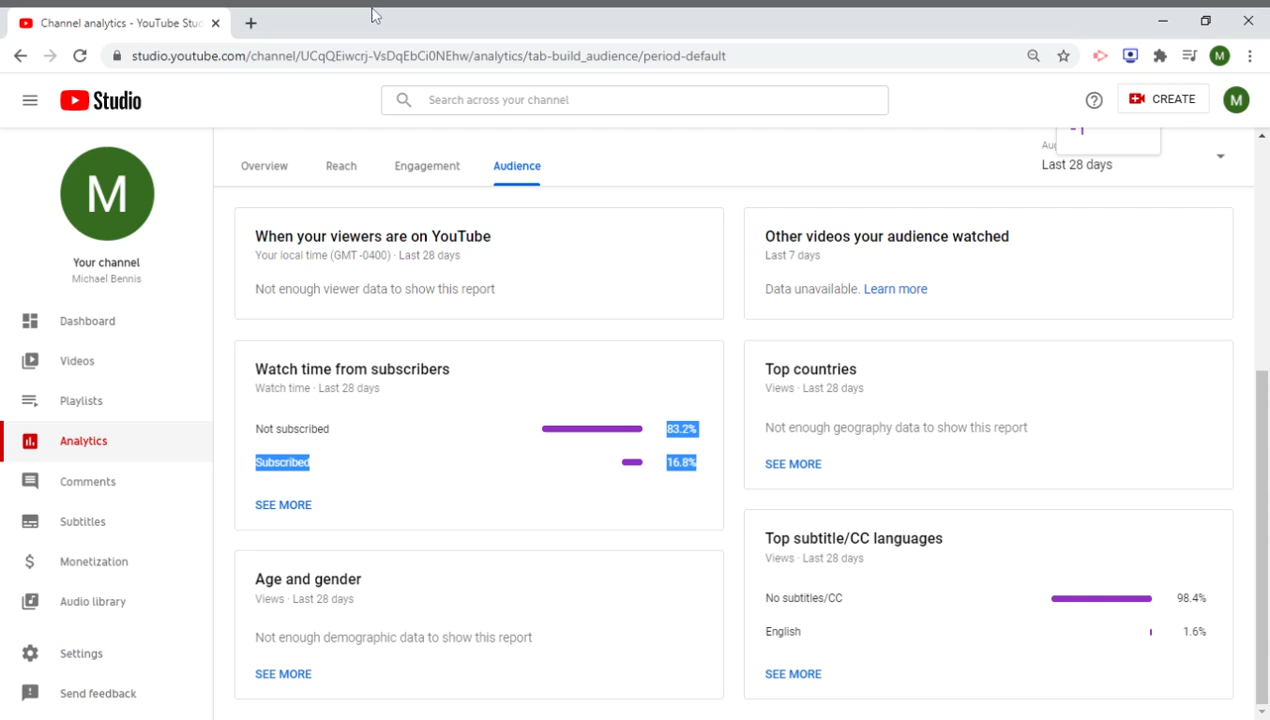 Channel analytics - YouTube Stud
studio.youtube.com/channel/UCqQEiwcrj-VsDqEbCi0NEhw/analytics/tab-build_audience/period-default
M
Studio
Search across your channel
CREATE
M
M
Your channel
Michael Bennis
Dashboard
Videos
Playlists
Analytics
Comments
Subtitles
Monetization
Audio library
Settings
Send feedback
Overview
Reach
Engagement
Audience
-1
Last 28 days
When your viewers are on YouTube
Your local time (GMT -0400) · Last 28 days
Not enough viewer data to show this report
Watch time from subscribers
Watch time · Last 28 days
Not subscribed 83.2%
Subscribed 16.8%
SEE MORE
Age and gender
Views · Last 28 days
Not enough demographic data to show this report
SEE MORE
Other videos your audience watched
Last 7 days
Data unavailable. Learn more
Top countries
Views · Last 28 days
Not enough geography data to show this report
SEE MORE
Top subtitle/CC languages
Views · Last 28 days
No subtitles/CC 98.4%
English 1.6%
SEE MORE